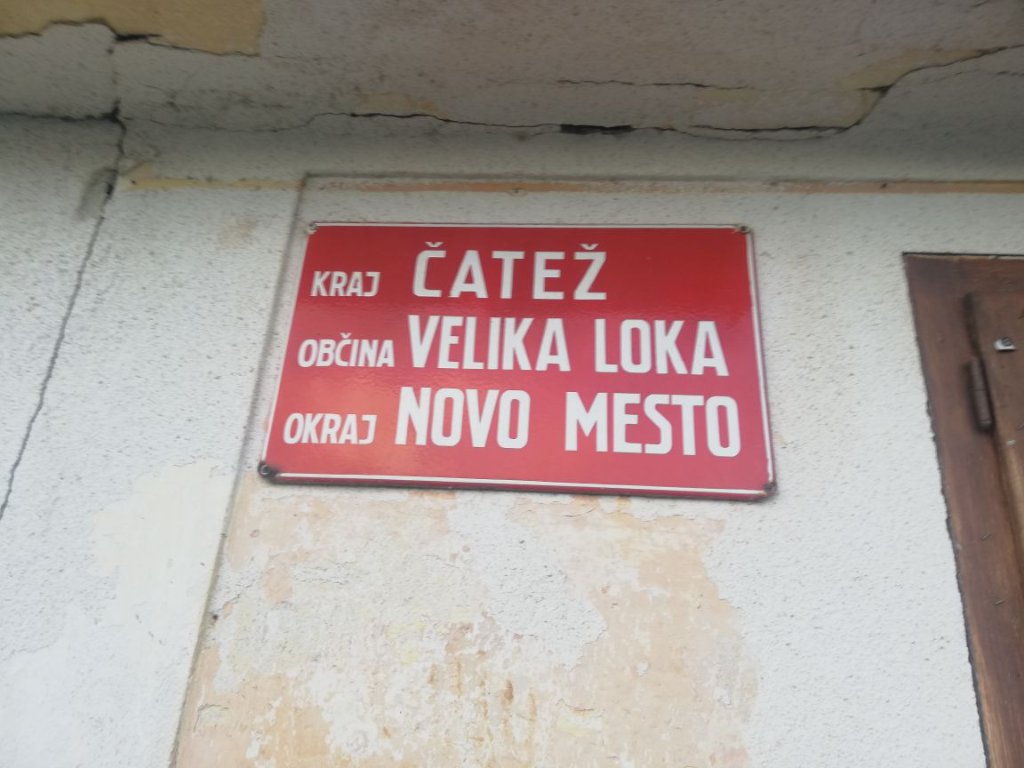 KRAJ ČATEŽ
OBČINA VELIKA LOKA
OKRAJ NOVO MESTO